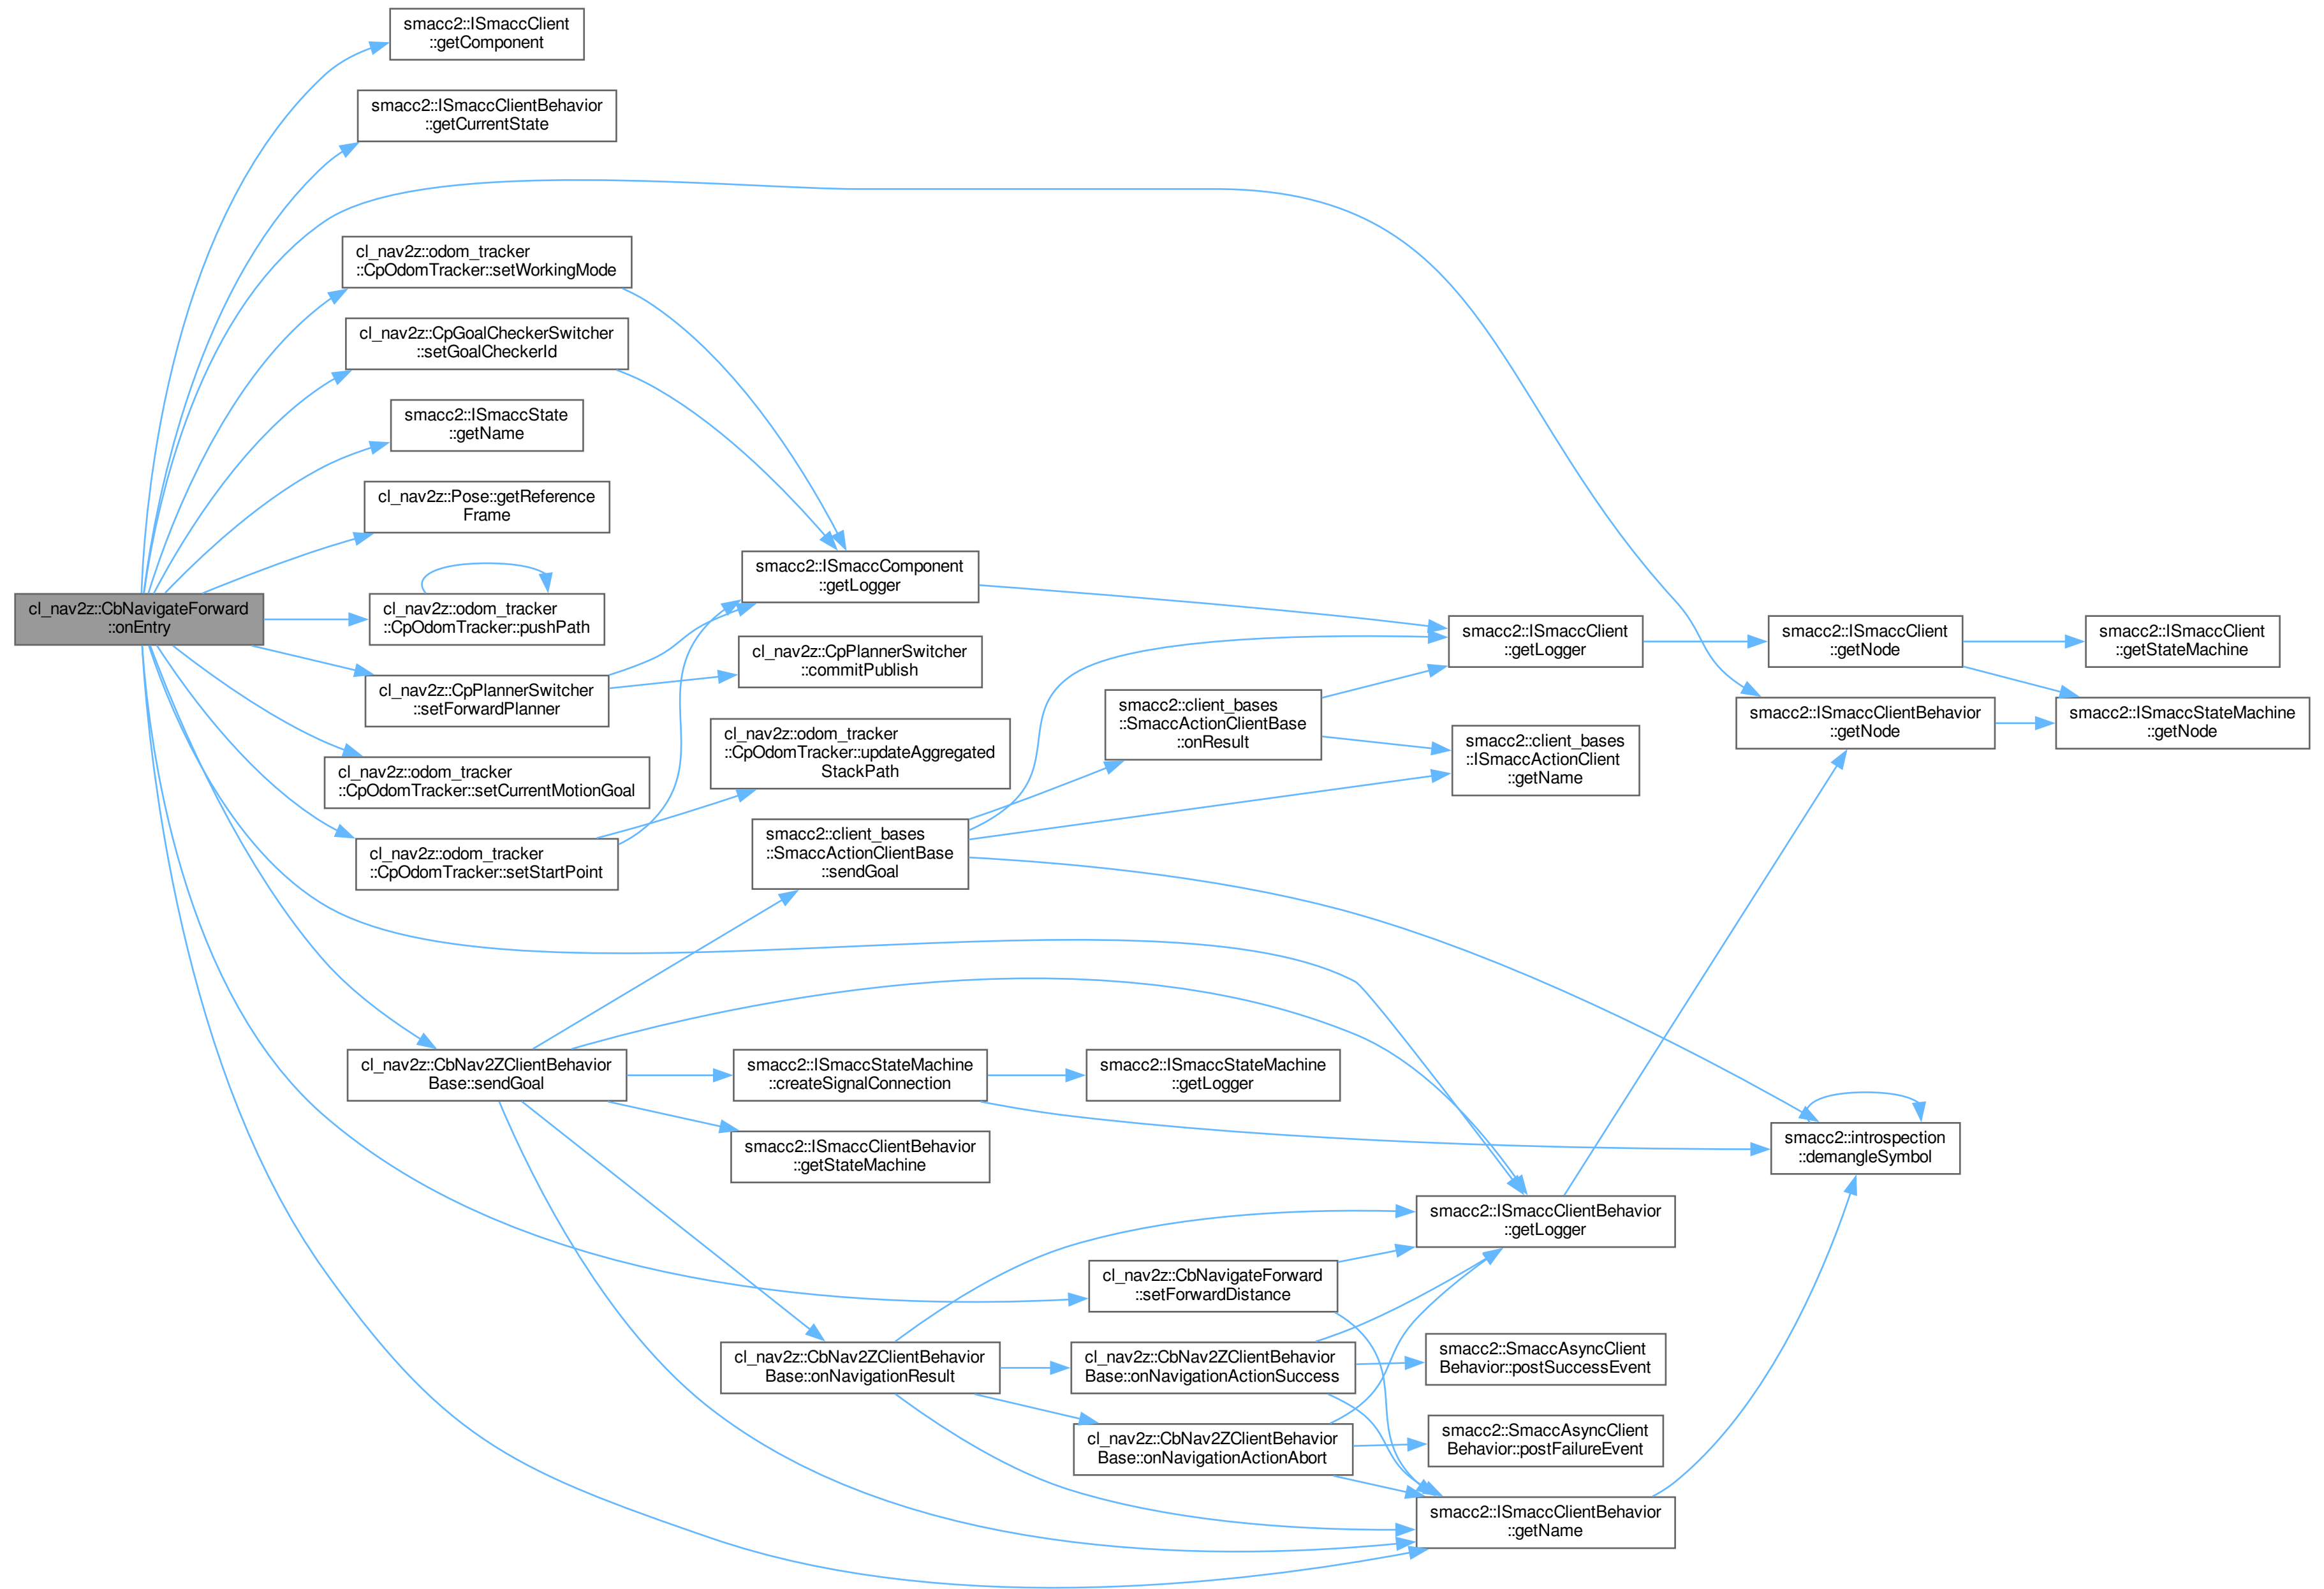 smacc2::ISmaccClient
::getComponent
smacc2::ISmaccClientBehavior
::getCurrentState
cl_nav2z::odom_tracker
::CpOdomTracker::setWorkingMode
cl_nav2z::CpGoalCheckerSwitcher
::setGoalCheckerId
smacc2::ISmaccState
::getName
cl_nav2z::Pose::getReference
Frame
cl_nav2z::CbNavigateForward
::onEntry
cl_nav2z::odom_tracker
::CpOdomTracker::pushPath
cl_nav2z::CpPlannerSwitcher
::setForwardPlanner
cl_nav2z::odom_tracker
::CpOdomTracker::setCurrentMotionGoal
cl_nav2z::odom_tracker
::CpOdomTracker::setStartPoint
cl_nav2z::CbNav2ZClientBehavior
Base::sendGoal
smacc2::ISmaccComponent
::getLogger
cl_nav2z::CpPlannerSwitcher
::commitPublish
cl_nav2z::odom_tracker
::CpOdomTracker::updateAggregated
StackPath
smacc2::client_bases
::SmaccActionClientBase
::sendGoal
smacc2::ISmaccStateMachine
::createSignalConnection
smacc2::ISmaccClientBehavior
::getStateMachine
cl_nav2z::CbNav2ZClientBehavior
Base::onNavigationResult
smacc2::client_bases
::SmaccActionClientBase
::onResult
smacc2::ISmaccStateMachine
::getLogger
cl_nav2z::CbNavigateForward
::setForwardDistance
cl_nav2z::CbNav2ZClientBehavior
Base::onNavigationActionSuccess
cl_nav2z::CbNav2ZClientBehavior
Base::onNavigationActionAbort
smacc2::ISmaccClient
::getLogger
smacc2::client_bases
::ISmaccActionClient
::getName
smacc2::ISmaccClientBehavior
::getLogger
smacc2::SmaccAsyncClient
Behavior::postSuccessEvent
smacc2::SmaccAsyncClient
Behavior::postFailureEvent
smacc2::ISmaccClientBehavior
::getName
smacc2::ISmaccClient
::getNode
smacc2::ISmaccClientBehavior
::getNode
smacc2::introspection
::demangleSymbol
smacc2::ISmaccClient
::getStateMachine
smacc2::ISmaccStateMachine
::getNode